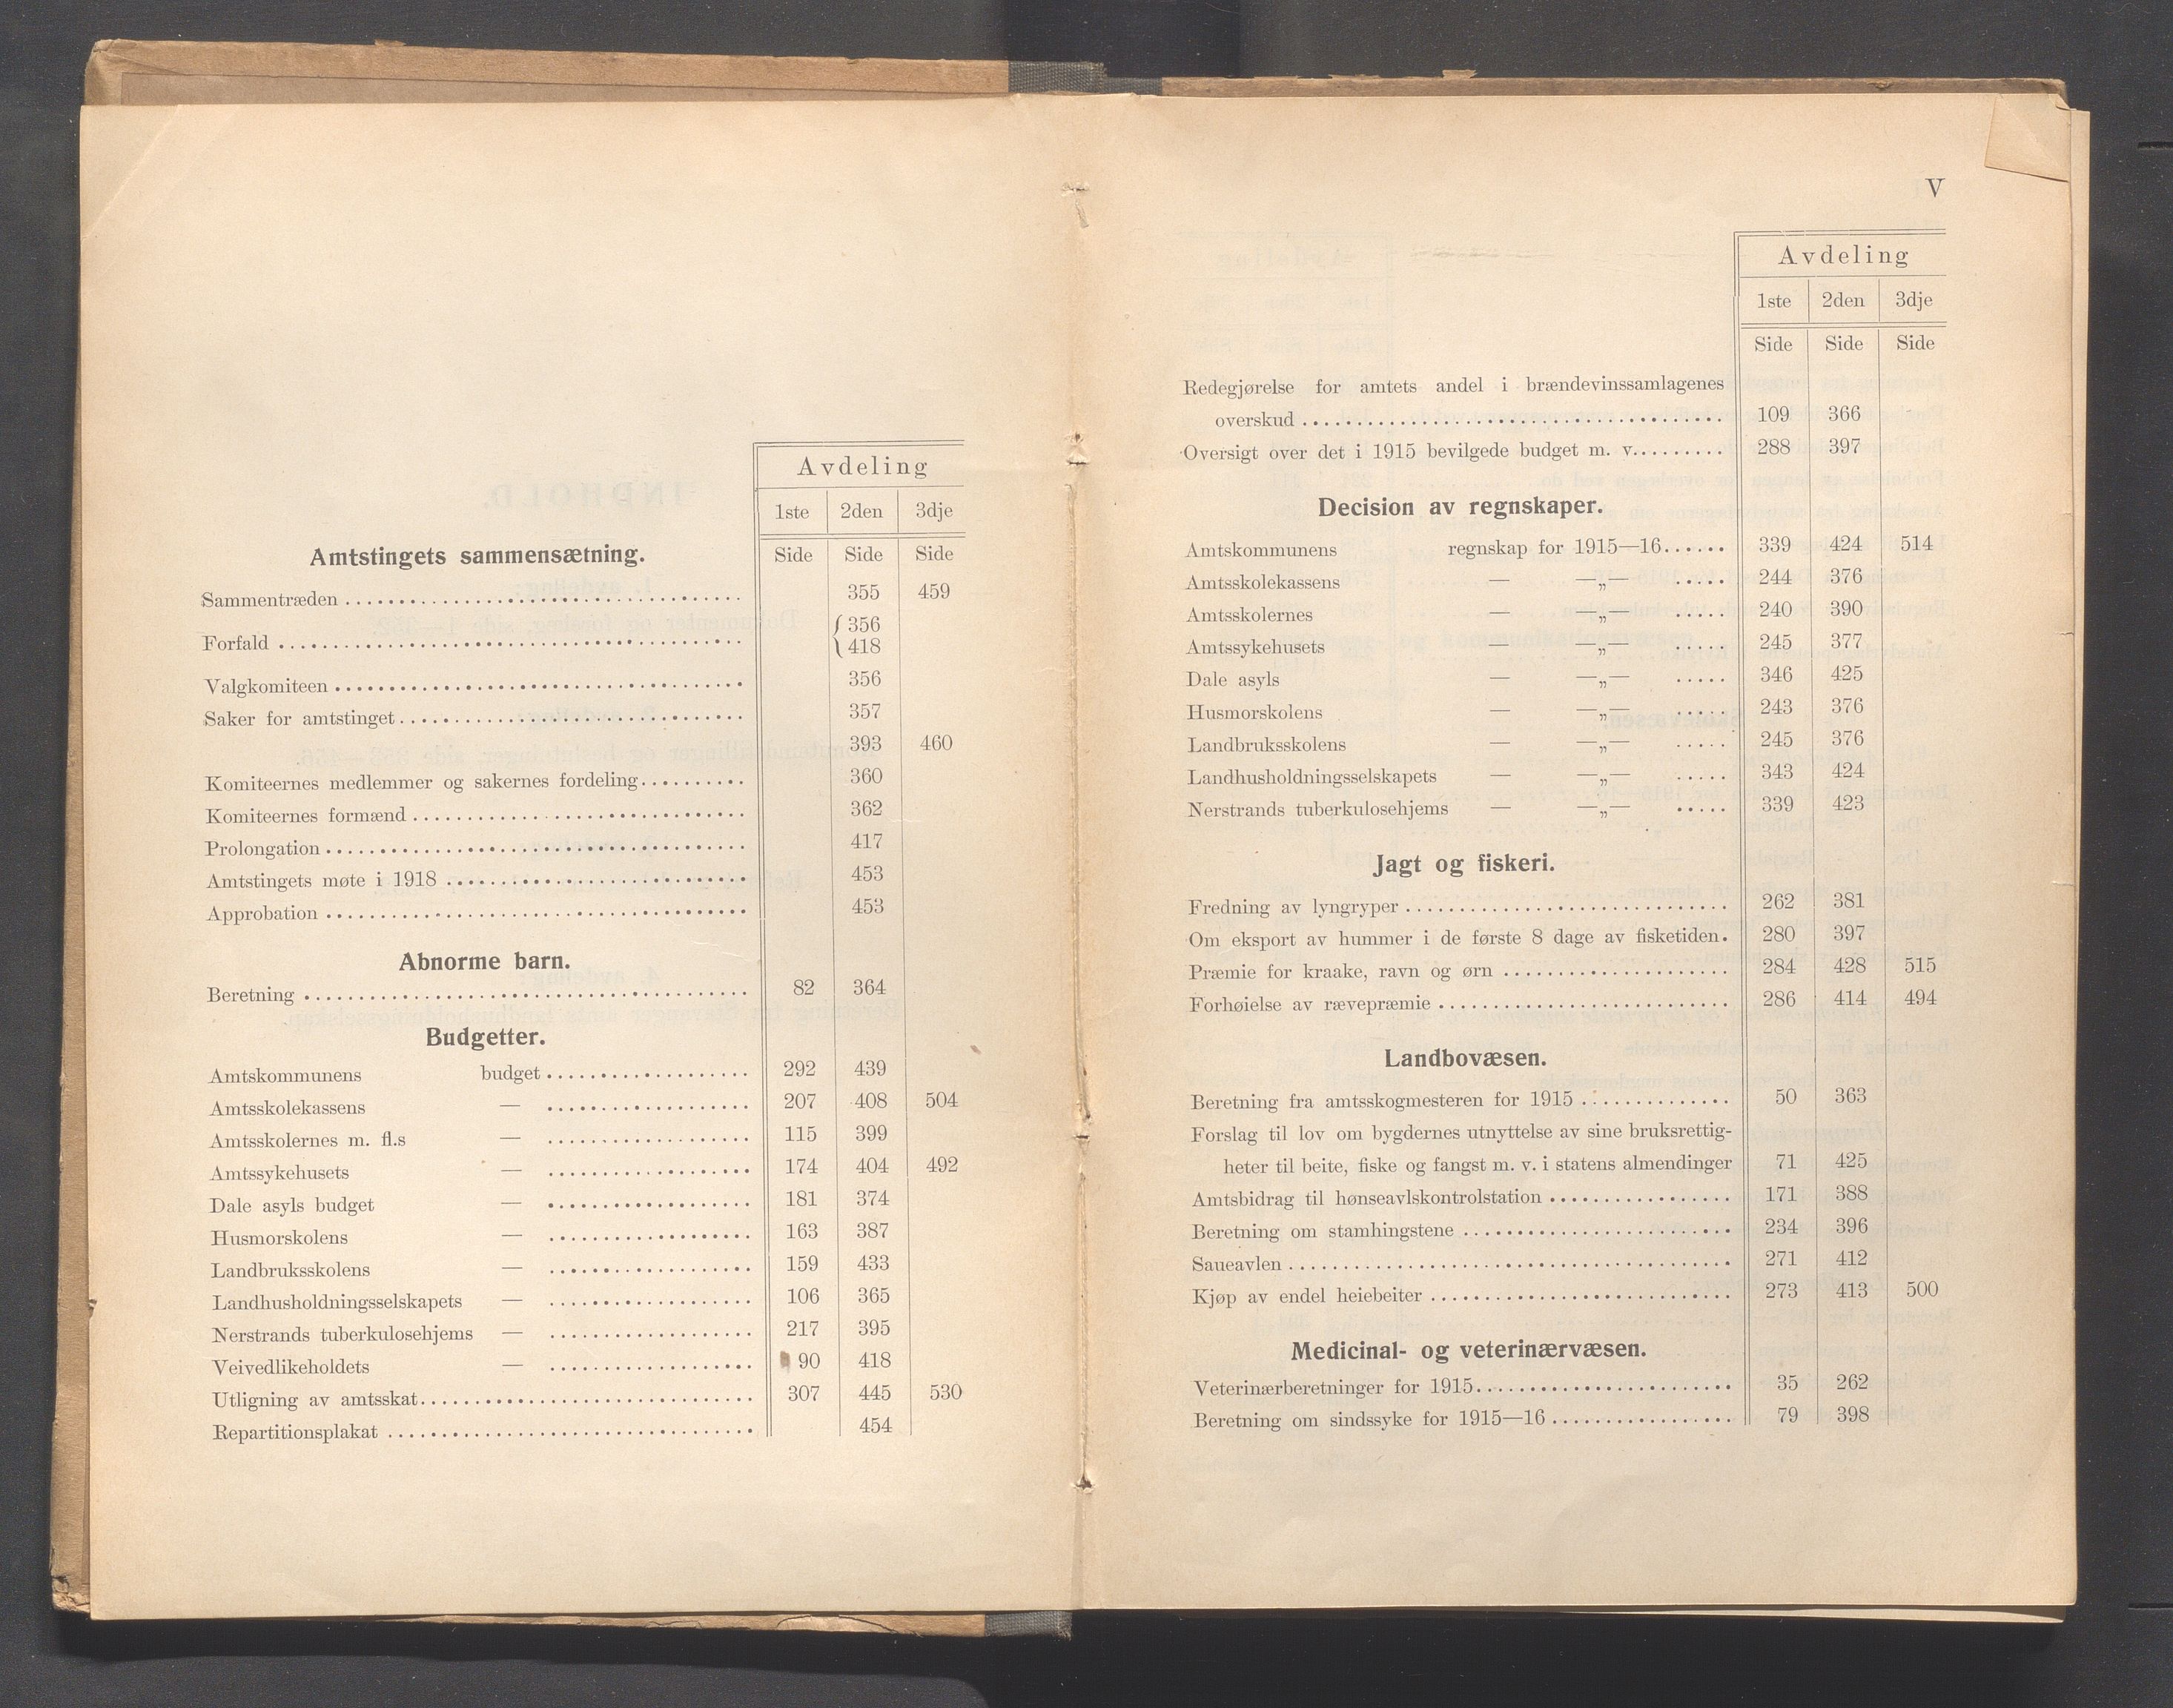 Avdeling
1ste 2den 3dje
Amtstingets sammensætning. Side Side Side
Sammentræden 355 459
Forfald {356 418
Valgkomiteen 356
Saker for amtstinget 357
393 460
Komiteernes medlemmer og sakernes fordeling 360
Komiteernes formænd 362
Prolongation 417
Amtstingets møte i 1918 453
Approbation 453
Abnorme barn.
Beretning 82 364
Budgetter.
Amtskommunens budget 292 439
Amtsskolekassens — 207 408 504
Amtsskolernes m. fl.s — 115 399
Amtssykehusets — 174 404 492
Dale asyls budget — 181 374
Husmorskolens — 163 387
Landbruksskolens — 159 433
Landhusholdningsselskapets — 106 365
Nerstrands tuberkulosehjems — 217 395
Veivedlikeholdets — 90 418
Utligning av amtsskat 307 445 530
Repartitionsplakat 454
V
Avdeling
1ste 2den 3dje
Side Side Side
Redegjørelse for amtets andel i brændevinssamlagenes
overskud 109 366
Oversigt over det i 1915 bevilgede budget m. v. 288 397
Decision av regnskaper.
Amtskommunens regnskap for 1915—16 339 424 514
Amtsskolekassens — —„— 244 376
Amtsskolernes — —„— 240 390
Amtssykehusets — —„— 245 377
Dale asyls — —„— 346 425
Husmorskolens — —„— 243 376
Landbruksskolens — —„— 245 376
Landhusholdningsselskapets — —„— 343 424
Nerstrands tuberkulosehjems — —„— 339 423
Jagt og fiskeri.
Fredning av lyngryper 262 381
Om eksport av hummer i de første 8 dage av fisketiden. 280 397
Præmie for kraake, ravn og ørn 284 428 515
Forhøielse av rævepræmie 286 414 494
Landbovæsen.
Beretning fra amtsskogmesteren for 1915 50 363
Forslag til lov om bygdernes utnyttelse av sine bruksrettig-
heter til beite, fiske og fangst m. v. i statens almendinger 71 425
Amtsbidrag til hønseavlskontrolstation 171 388
Beretning om stamhingstene 234 396
Saueavlen 271 412
Kjøp av endel heiebeiter 273 413 500
Medicinal- og veterinærvæsen.
Veterinærberetninger for 1915 35 262
Beretning om sindssyke for 1915—16 79 398